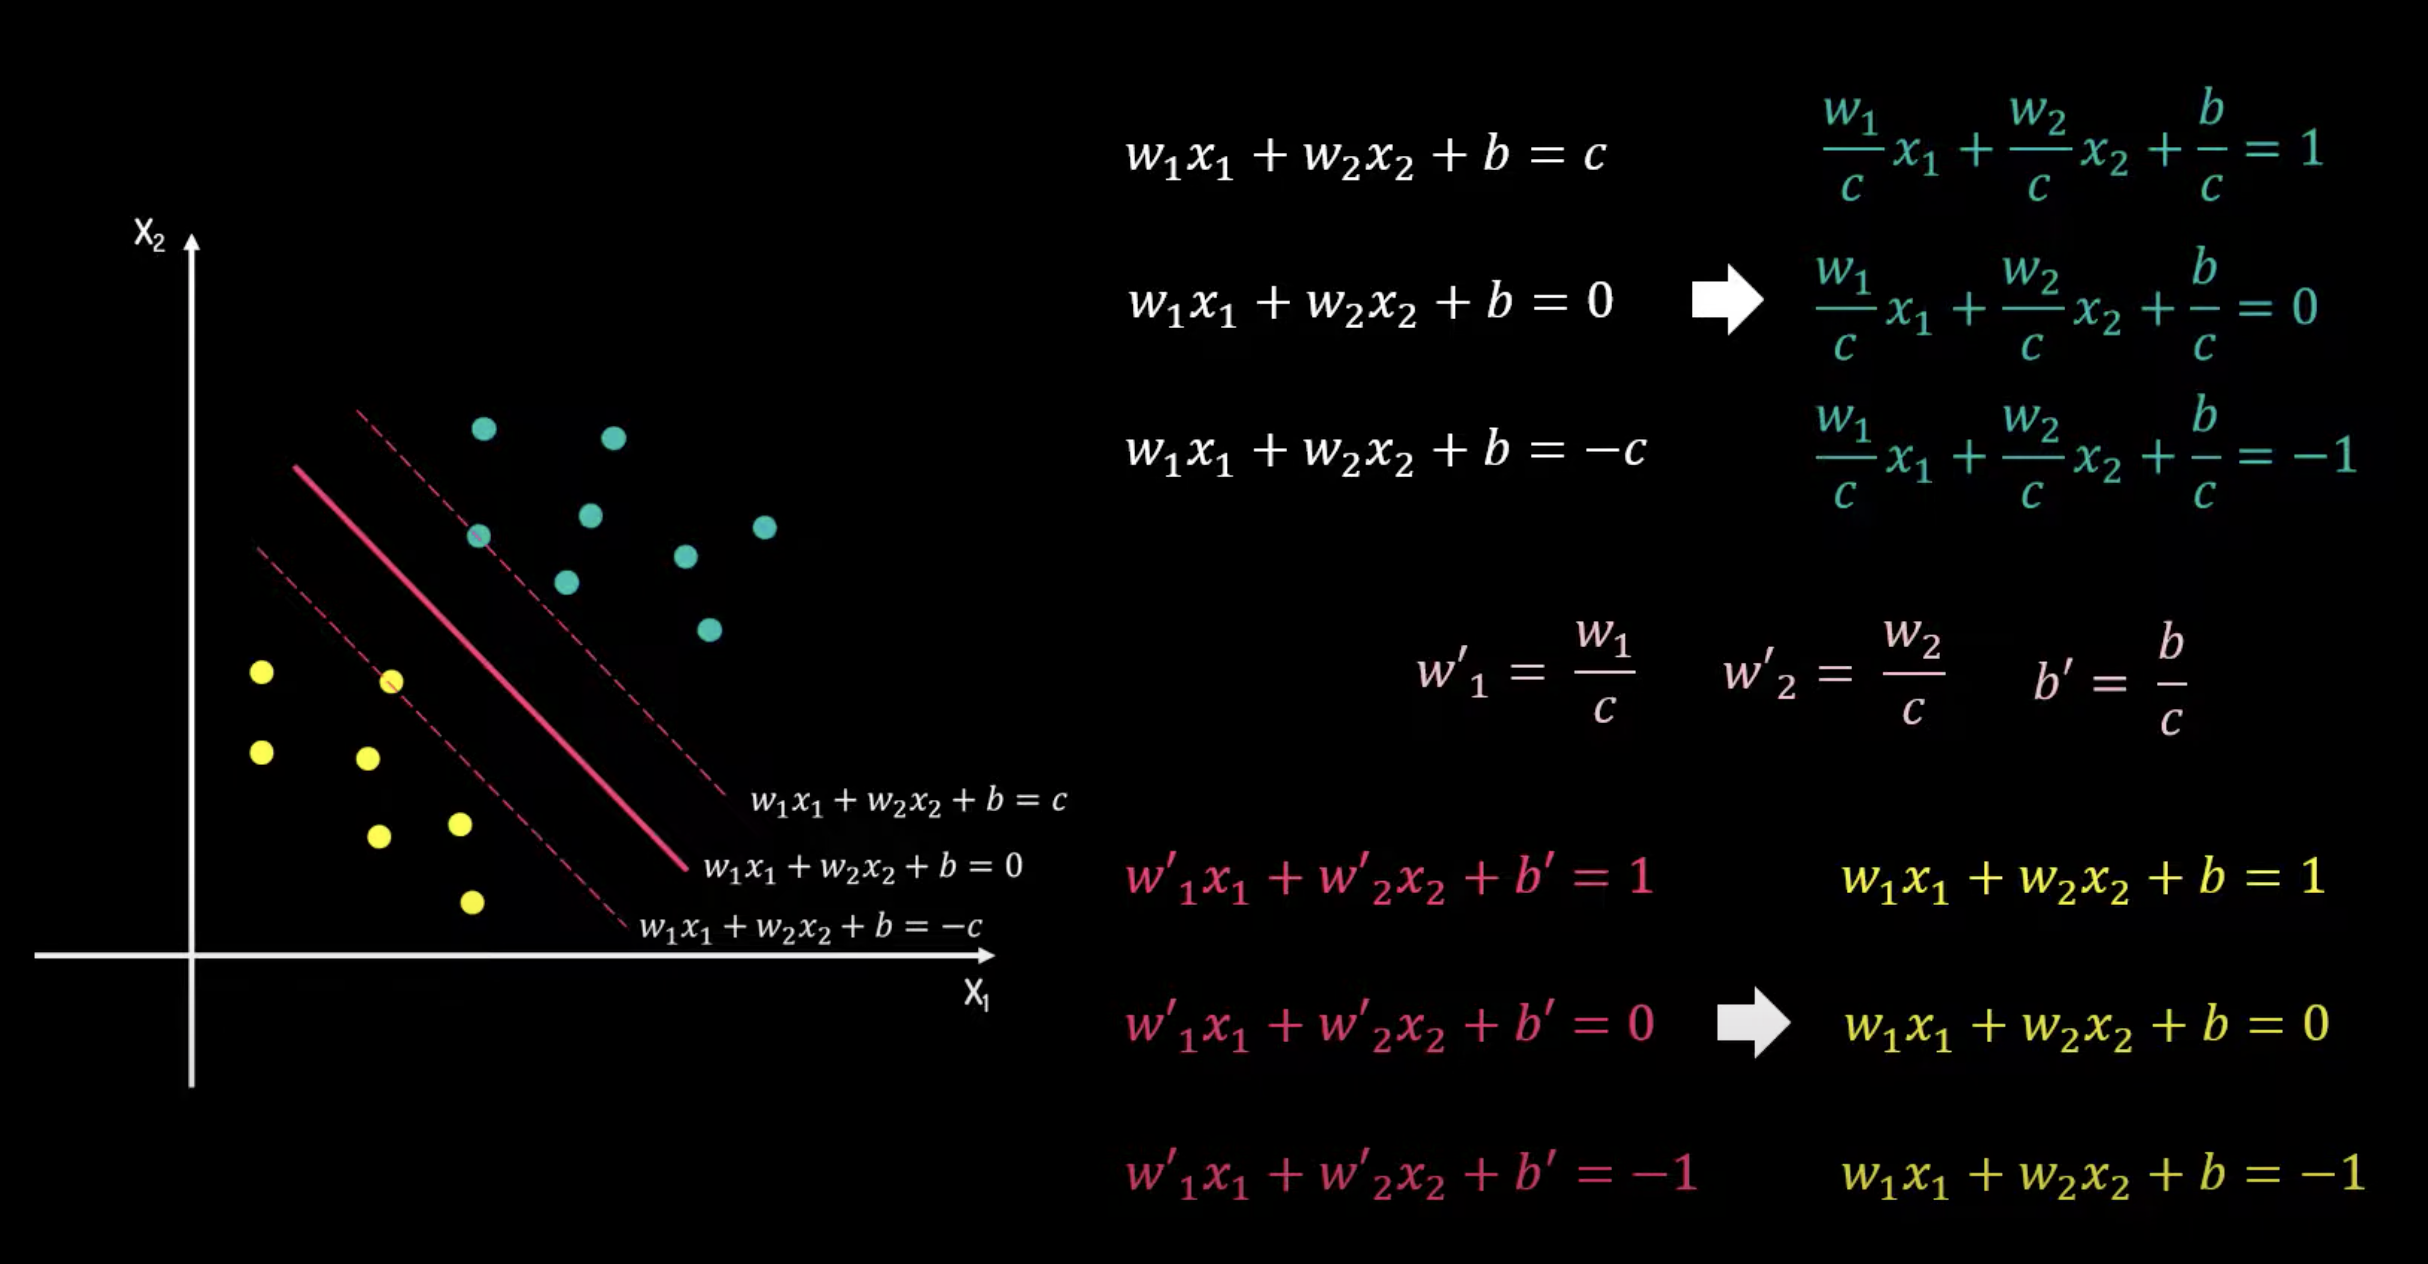 X₂
X₁
w₁x₁ + w₂x₂ + b = c
w₁x₁ + w₂x₂ + b = 0
w₁x₁ + w₂x₂ + b = −c
w₁x₁ + w₂x₂ + b = c
w₁x₁ + w₂x₂ + b = 0
w₁x₁ + w₂x₂ + b = −c
w₁/c x₁ + w₂/c x₂ + b/c = 1
w₁/c x₁ + w₂/c x₂ + b/c = 0
w₁/c x₁ + w₂/c x₂ + b/c = −1
w′₁ = w₁/c w′₂ = w₂/c b′ = b/c
w′₁x₁ + w′₂x₂ + b′ = 1
w′₁x₁ + w′₂x₂ + b′ = 0
w′₁x₁ + w′₂x₂ + b′ = −1
w₁x₁ + w₂x₂ + b = 1
w₁x₁ + w₂x₂ + b = 0
w₁x₁ + w₂x₂ + b = −1